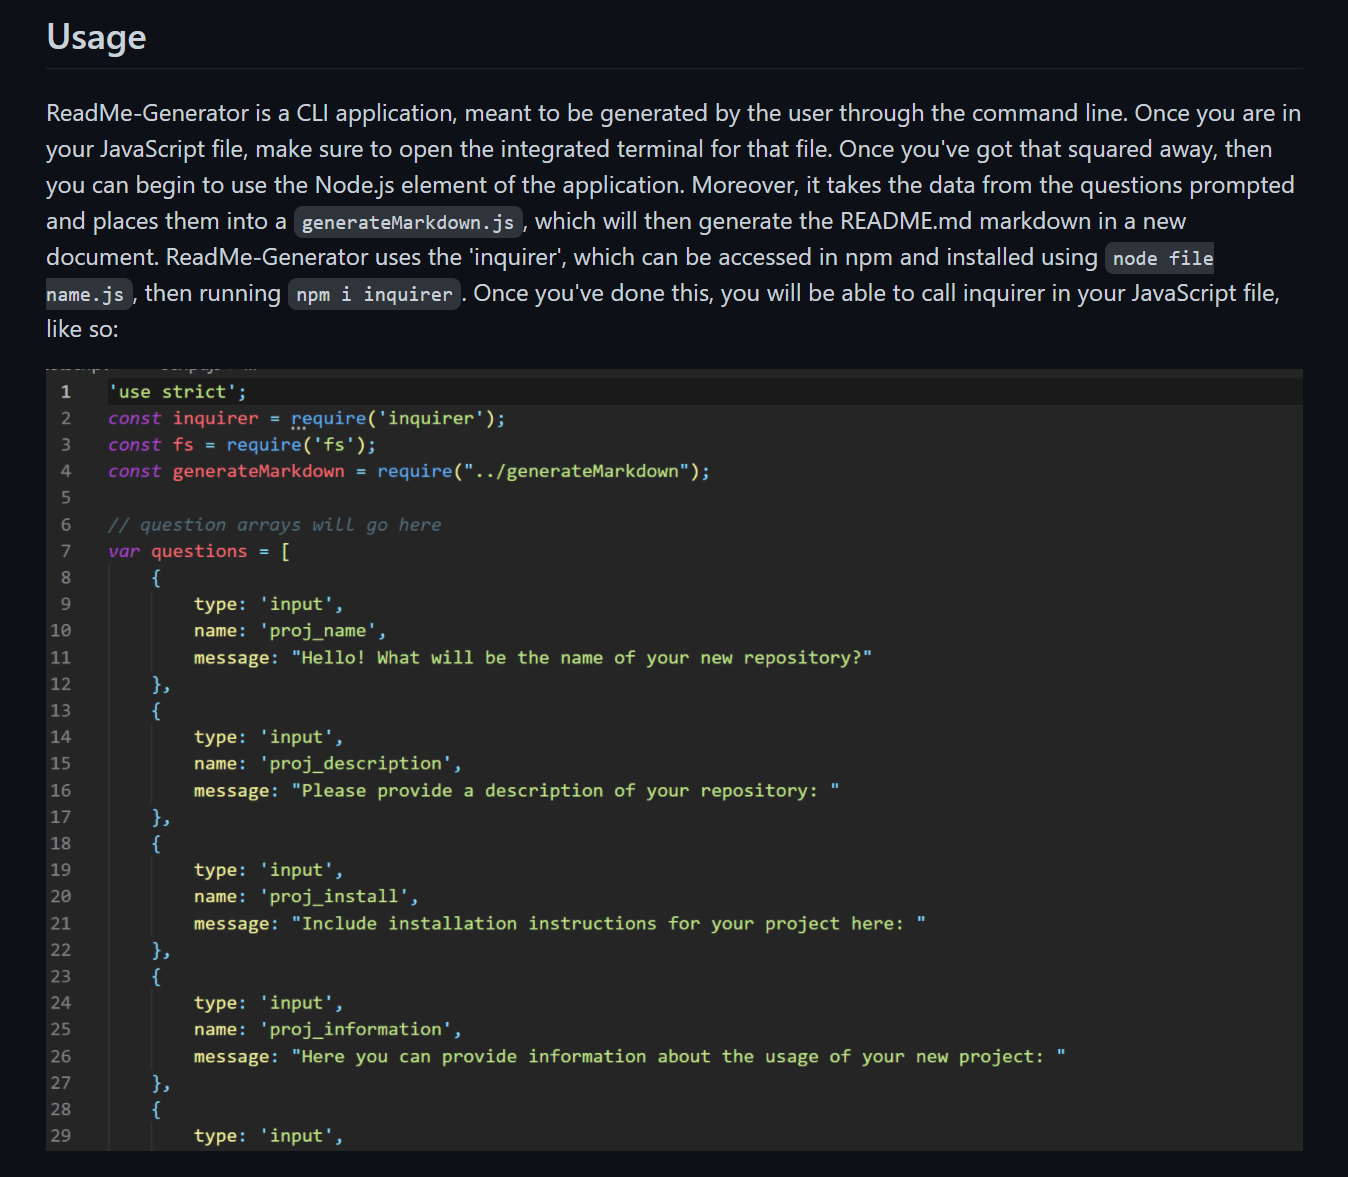 Usage
ReadMe-Generator is a CLI application, meant to be generated by the user through the command line. Once you are in
your JavaScript file, make sure to open the integrated terminal for that file. Once you've got that squared away, then
you can begin to use the Node.js element of the application. Moreover, it takes the data from the questions prompted
and places them into a generateMarkdown.js, which will then generate the README.md markdown in a new
document. ReadMe-Generator uses the 'inquirer', which can be accessed in npm and installed using node file
name.js, then running npm i inquirer. Once you've done this, you will be able to call inquirer in your JavaScript file,
like so:
1 'use strict';
2 const inquirer = require('inquirer');
3 const fs = require('fs');
4 const generateMarkdown = require("../generateMarkdown");
5
6 // question arrays will go here
7 var questions = [
8 {
9 type: 'input',
10 name: 'proj_name',
11 message: "Hello! What will be the name of your new repository?"
12 },
13 {
14 type: 'input',
15 name: 'proj_description',
16 message: "Please provide a description of your repository: "
17 },
18 {
19 type: 'input',
20 name: 'proj_install',
21 message: "Include installation instructions for your project here: "
22 },
23 {
24 type: 'input',
25 name: 'proj_information',
26 message: "Here you can provide information about the usage of your new project: "
27 },
28 {
29 type: 'input',